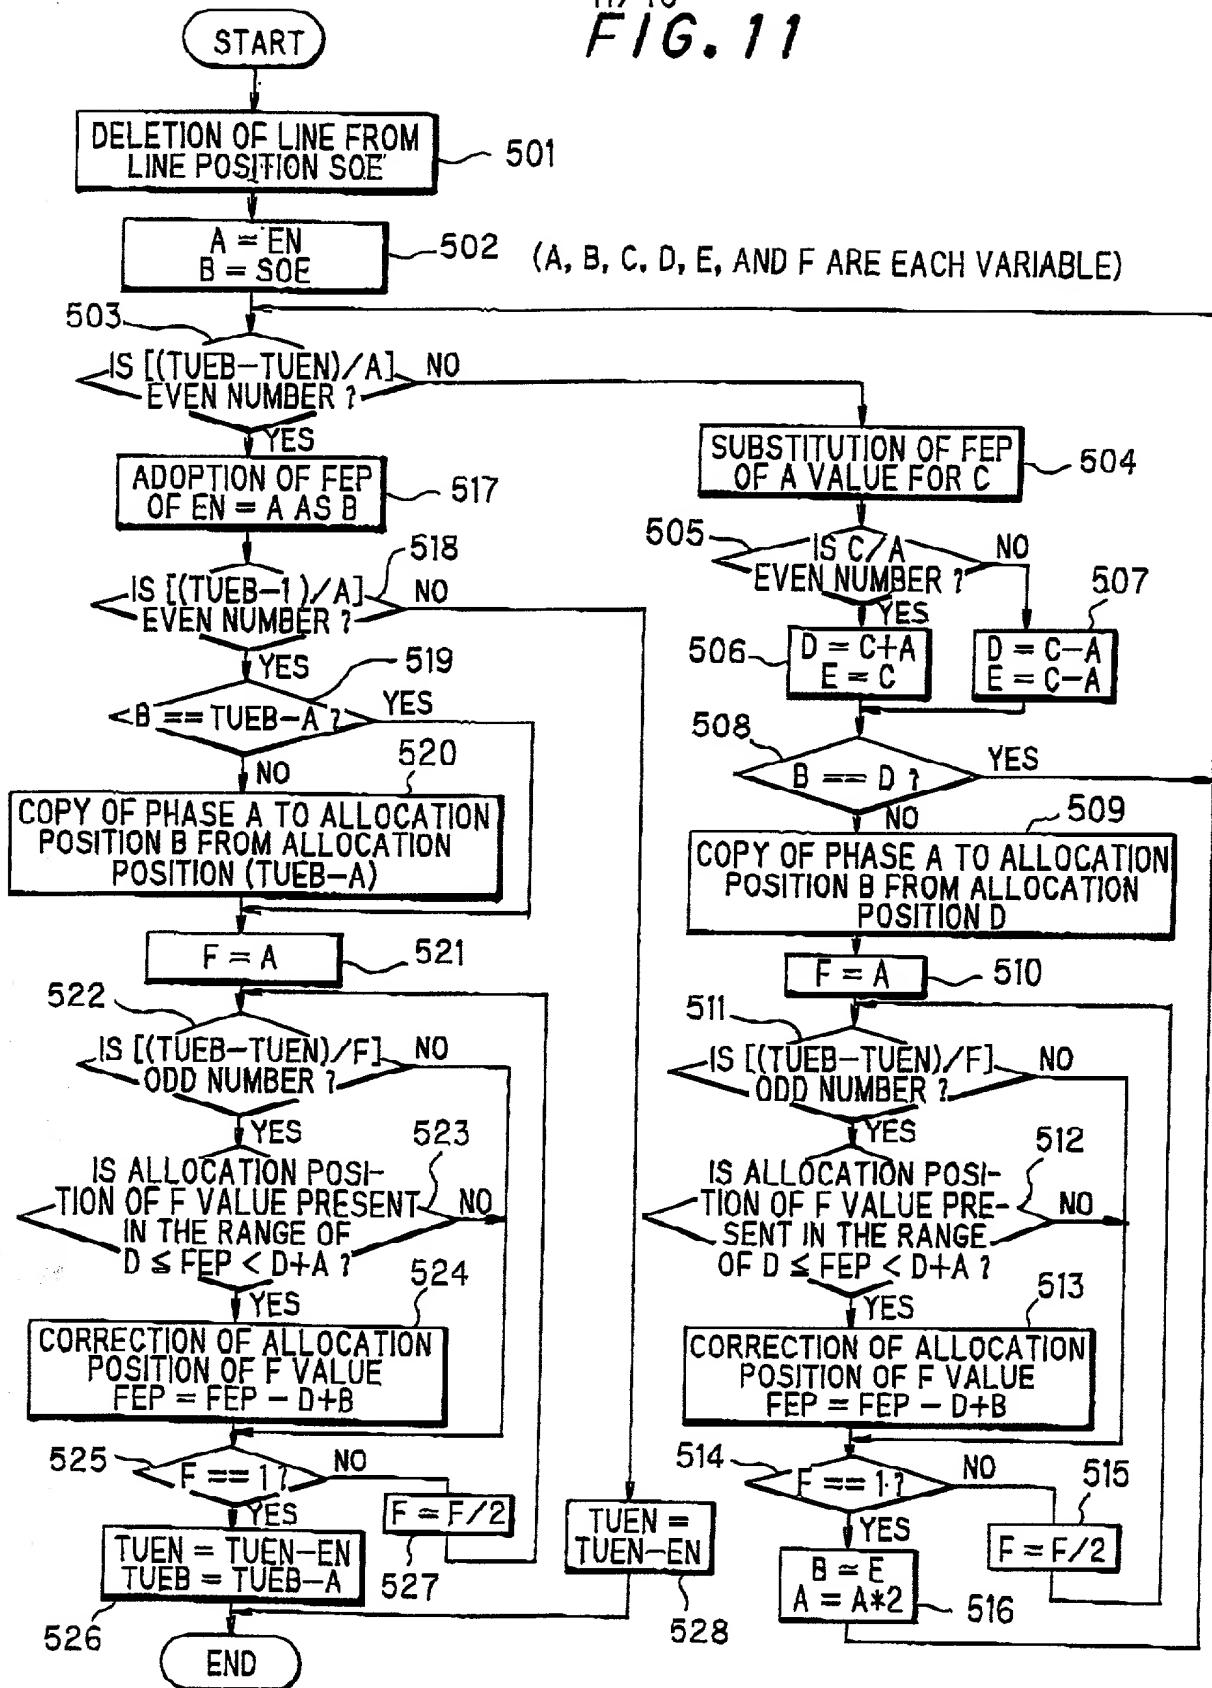 FIG. 11
START
DELETION OF LINE FROM
LINE POSITION SOE
501
A = EN
B = SOE
502
(A, B, C, D, E, AND F ARE EACH VARIABLE)
503
IS [(TUEB-TUEN)/A]
EVEN NUMBER ?
NO
YES
ADOPTION OF FEP
OF EN = A AS B
517
518
IS [(TUEB-1)/A]
EVEN NUMBER ?
NO
YES
519
B == TUEB-A ?
YES
NO
520
COPY OF PHASE A TO ALLOCATION
POSITION B FROM ALLOCATION
POSITION (TUEB-A)
F = A
521
522
IS [(TUEB-TUEN)/F]
ODD NUMBER ?
NO
YES
523
IS ALLOCATION POSI-
TION OF F VALUE PRESENT
IN THE RANGE OF
D ≤ FEP < D+A ?
NO
YES
524
CORRECTION OF ALLOCATION
POSITION OF F VALUE
FEP = FEP - D+B
525
F == 1 ?
NO
YES
F = F/2
527
TUEN = TUEN-EN
TUEB = TUEB-A
526
TUEN =
TUEN-EN
528
END
SUBSTITUTION OF FEP
OF A VALUE FOR C
504
505
IS C/A
EVEN NUMBER ?
NO
YES
506
D = C+A
E = C
507
D = C-A
E = C-A
508
B == D ?
YES
NO
509
COPY OF PHASE A TO ALLOCATION
POSITION B FROM ALLOCATION
POSITION D
F = A
510
511
IS [(TUEB-TUEN)/F]
ODD NUMBER ?
NO
YES
512
IS ALLOCATION POSI-
TION OF F VALUE PRE-
SENT IN THE RANGE
OF D ≤ FEP < D+A ?
NO
YES
513
CORRECTION OF ALLOCATION
POSITION OF F VALUE
FEP = FEP - D+B
514
F == 1 ?
NO
YES
515
F = F/2
B = E
A = A*2
516